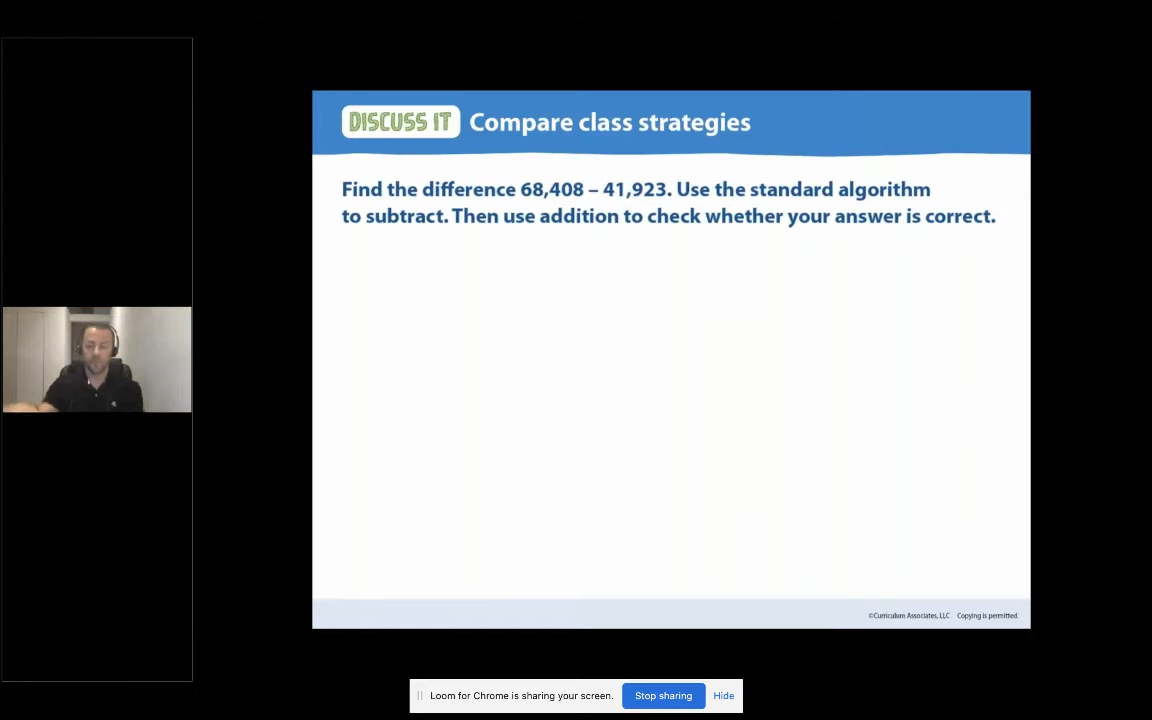 DISCUSS IT Compare class strategies
Find the difference 68,408 – 41,923. Use the standard algorithm
to subtract. Then use addition to check whether your answer is correct.
©Curriculum Associates, LLC Copying is permitted.
Loom for Chrome is sharing your screen. Stop sharing Hide